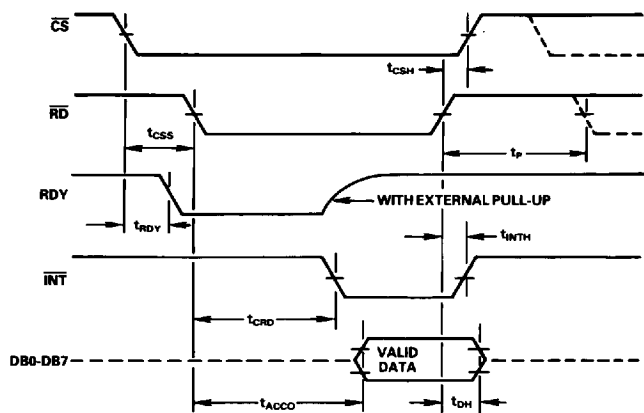 CS
tCSH
RD
tCSS
tP
RDY
WITH EXTERNAL PULL-UP
tRDY
tINTH
INT
tCRD
DB0-DB7
VALID
DATA
tACCO
tDH